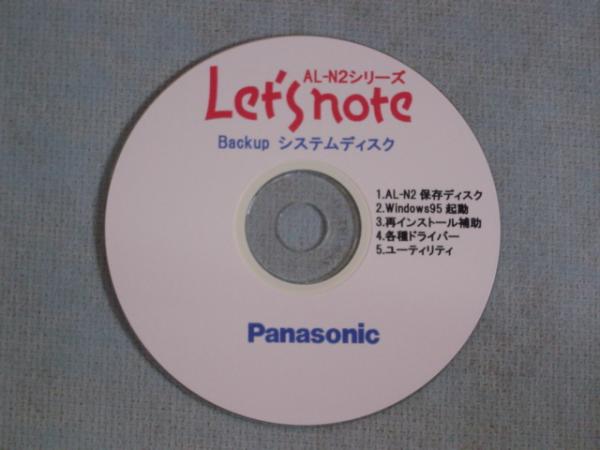 AL-N2シリーズ
Let'snote
Backup システムディスク
1.AL-N2 保存ディスク
2.Windows95 起動
3.再インストール補助
4.各種ドライバー
5.ユーティリティ
Panasonic